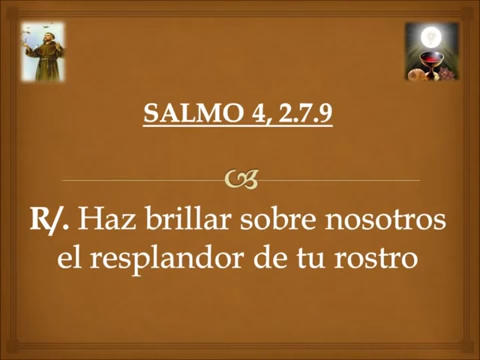 SALMO 4, 2.7.9
R/. Haz brillar sobre nosotros
el resplandor de tu rostro